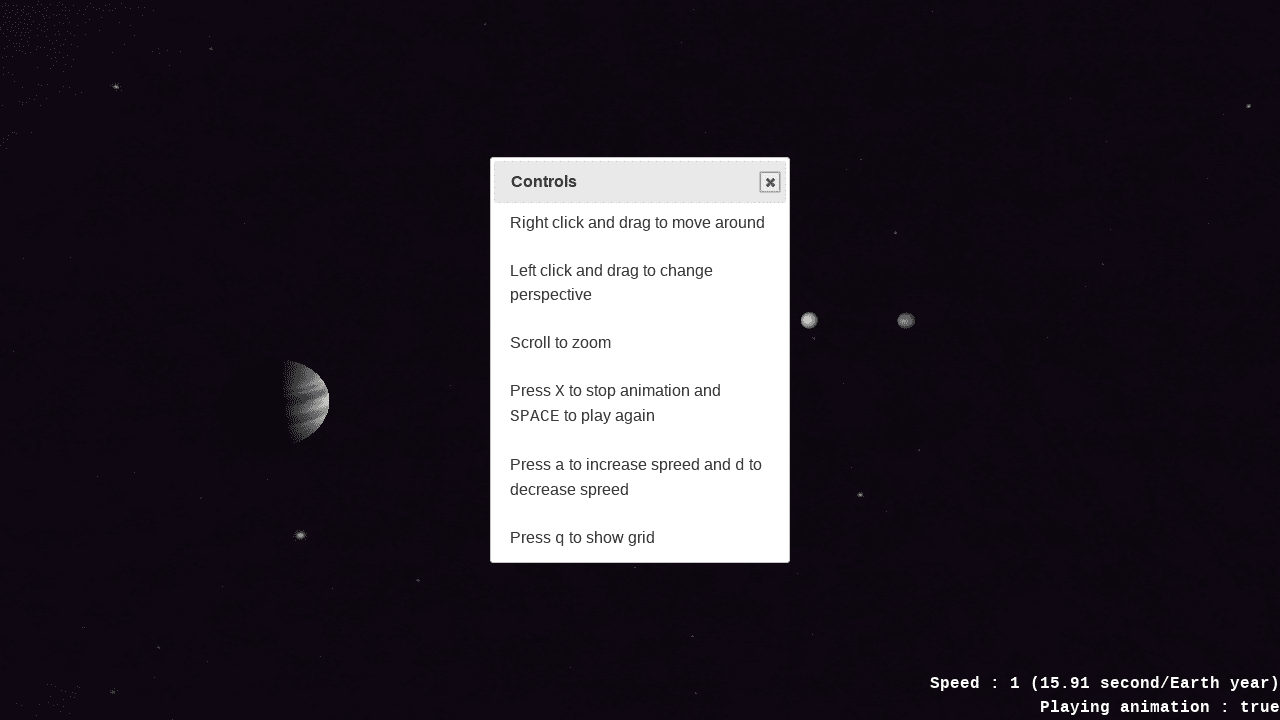 Controls
Right click and drag to move around
Left click and drag to change
perspective
Scroll to zoom
Press X to stop animation and
SPACE to play again
Press a to increase spreed and d to
decrease spreed
Press q to show grid
Speed : 1 (15.91 second/Earth year)
Playing animation : true